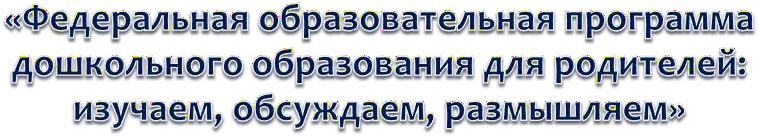 «Федеральная образовательная программа
дошкольного образования для родителей:
изучаем, обсуждаем, размышляем»